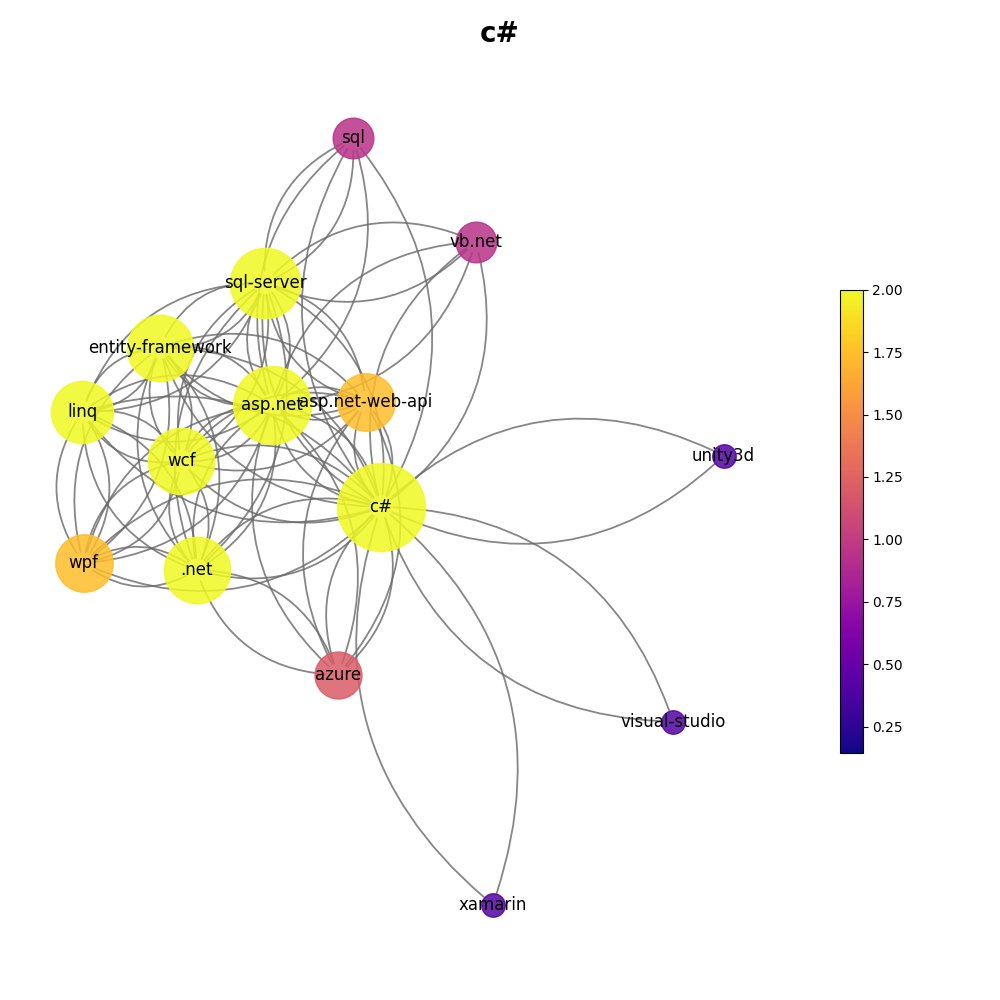 c#
sql
vb.net
sql-server
entity-framework
linq
asp.net
asp.net-web-api
wcf
unity3d
c#
wpf
.net
azure
visual-studio
xamarin
2.00
1.75
1.50
1.25
1.00
0.75
0.50
0.25